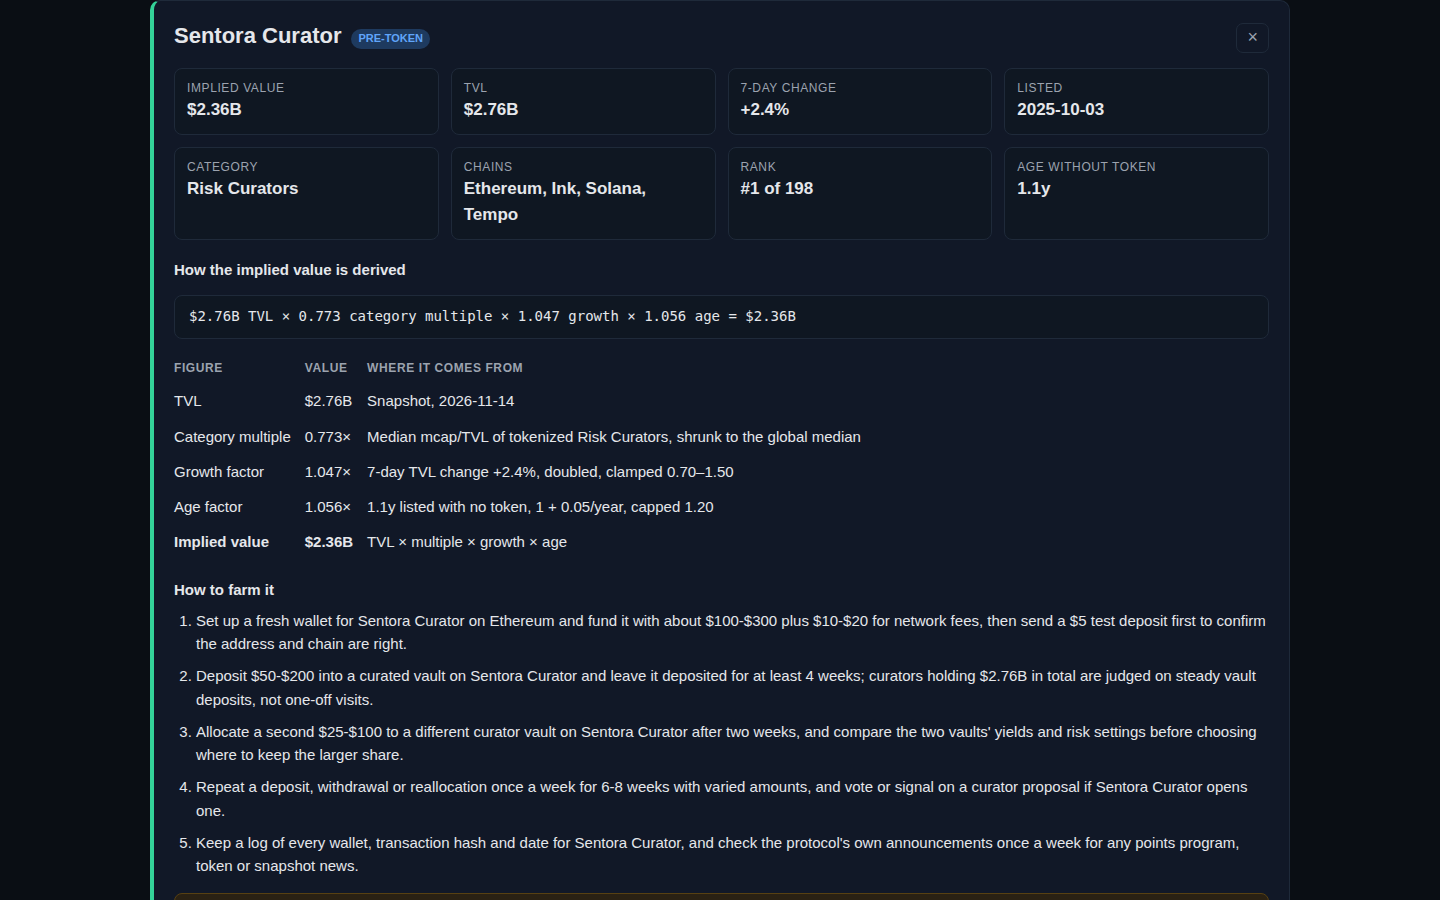 Sentora Curator PRE-TOKEN ×
IMPLIED VALUE TVL 7-DAY CHANGE LISTED
$2.36B $2.76B +2.4% 2025-10-03
CATEGORY CHAINS RANK AGE WITHOUT TOKEN
Risk Curators Ethereum, Ink, Solana, #1 of 198 1.1y
Tempo
How the implied value is derived
$2.76B TVL × 0.773 category multiple × 1.047 growth × 1.056 age = $2.36B
FIGURE VALUE WHERE IT COMES FROM
TVL $2.76B Snapshot, 2026-11-14
Category multiple 0.773× Median mcap/TVL of tokenized Risk Curators, shrunk to the global median
Growth factor 1.047× 7-day TVL change +2.4%, doubled, clamped 0.70–1.50
Age factor 1.056× 1.1y listed with no token, 1 + 0.05/year, capped 1.20
Implied value $2.36B TVL × multiple × growth × age
How to farm it
1. Set up a fresh wallet for Sentora Curator on Ethereum and fund it with about $100-$300 plus $10-$20 for network fees, then send a $5 test deposit first to confirm
the address and chain are right.
2. Deposit $50-$200 into a curated vault on Sentora Curator and leave it deposited for at least 4 weeks; curators holding $2.76B in total are judged on steady vault
deposits, not one-off visits.
3. Allocate a second $25-$100 to a different curator vault on Sentora Curator after two weeks, and compare the two vaults' yields and risk settings before choosing
where to keep the larger share.
4. Repeat a deposit, withdrawal or reallocation once a week for 6-8 weeks with varied amounts, and vote or signal on a curator proposal if Sentora Curator opens
one.
5. Keep a log of every wallet, transaction hash and date for Sentora Curator, and check the protocol's own announcements once a week for any points program,
token or snapshot news.